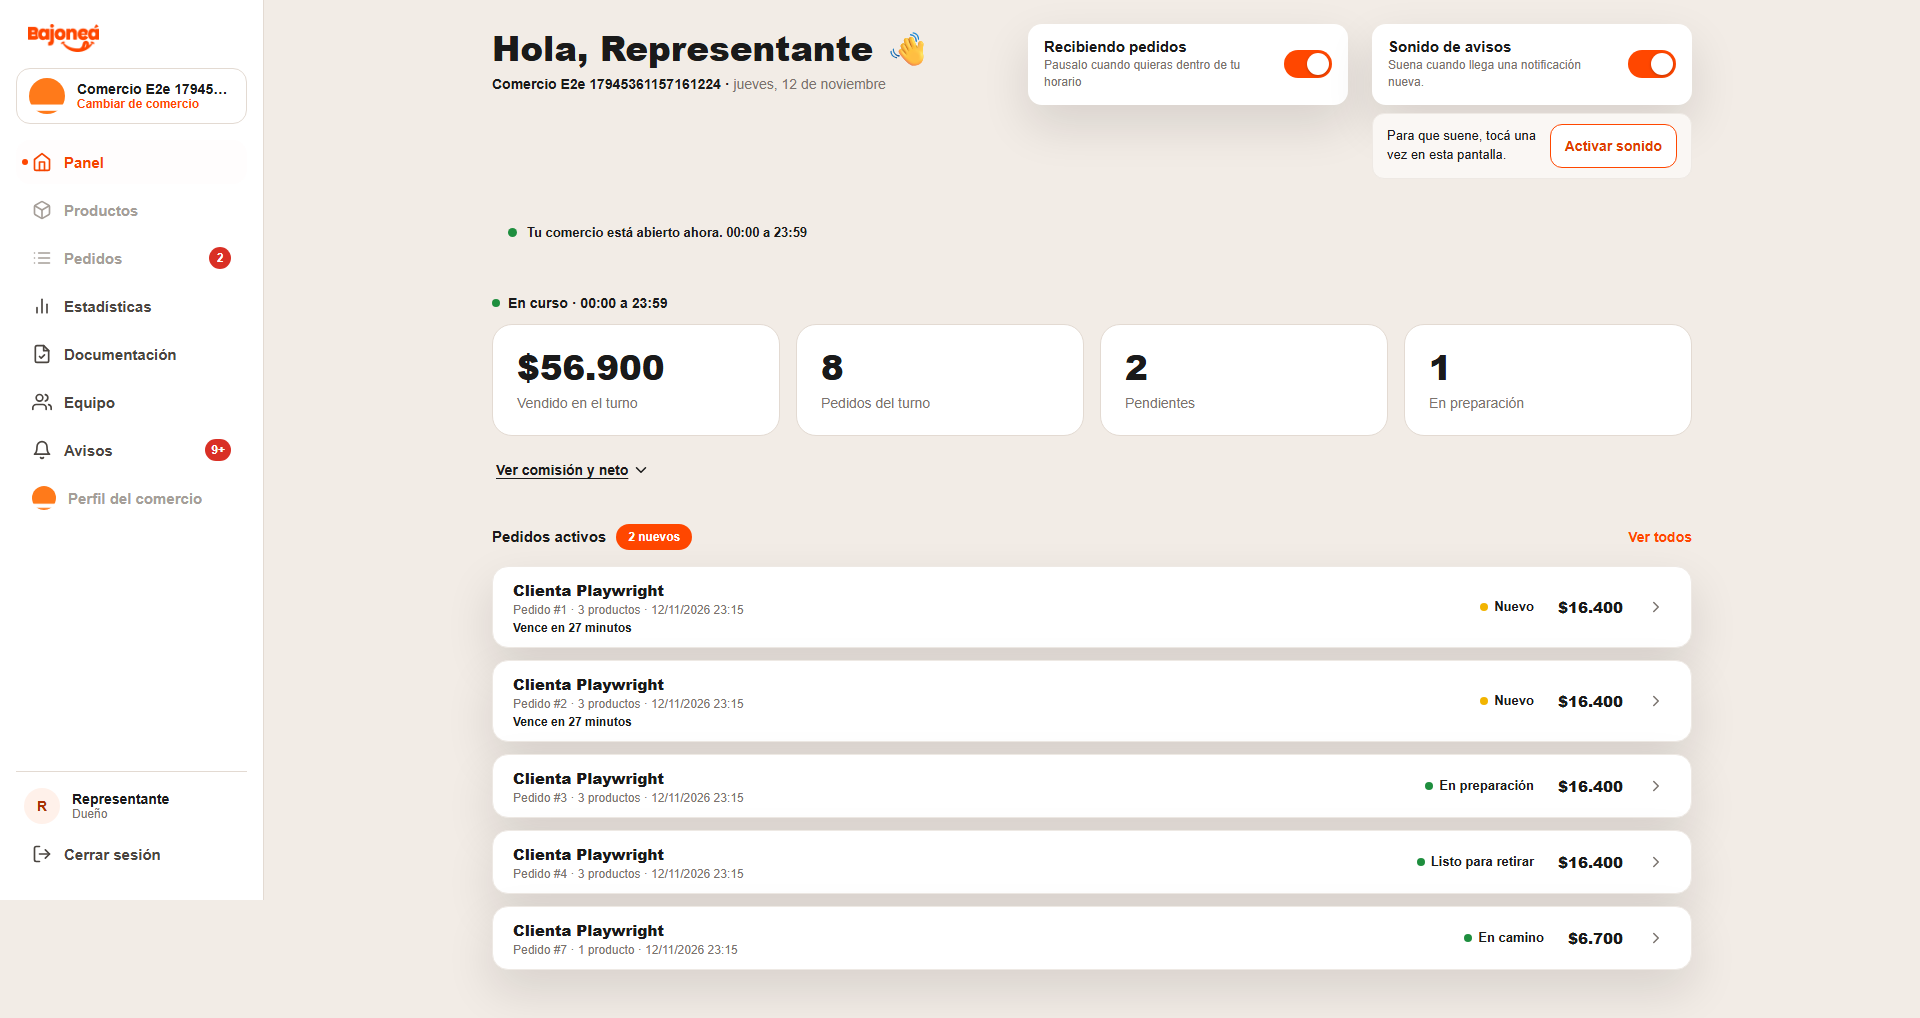 Bajoneá
Comercio E2e 17945...
Cambiar de comercio
Panel
Productos
Pedidos 2
Estadísticas
Documentación
Equipo
Avisos 9+
Perfil del comercio
R
Representante
Dueño
Cerrar sesión
Hola, Representante
Comercio E2e 17945361157161224 · jueves, 12 de noviembre
Recibiendo pedidos
Pausalo cuando quieras dentro de tu
horario
Sonido de avisos
Suena cuando llega una notificación
nueva.
Para que suene, tocá una
vez en esta pantalla.
Activar sonido
Tu comercio está abierto ahora. 00:00 a 23:59
En curso · 00:00 a 23:59
$56.900
Vendido en el turno
8
Pedidos del turno
2
Pendientes
1
En preparación
Ver comisión y neto
Pedidos activos 2 nuevos
Ver todos
Clienta Playwright
Pedido #1 · 3 productos · 12/11/2026 23:15
Vence en 27 minutos
Nuevo $16.400
Clienta Playwright
Pedido #2 · 3 productos · 12/11/2026 23:15
Vence en 27 minutos
Nuevo $16.400
Clienta Playwright
Pedido #3 · 3 productos · 12/11/2026 23:15
En preparación $16.400
Clienta Playwright
Pedido #4 · 3 productos · 12/11/2026 23:15
Listo para retirar $16.400
Clienta Playwright
Pedido #7 · 1 producto · 12/11/2026 23:15
En camino $6.700